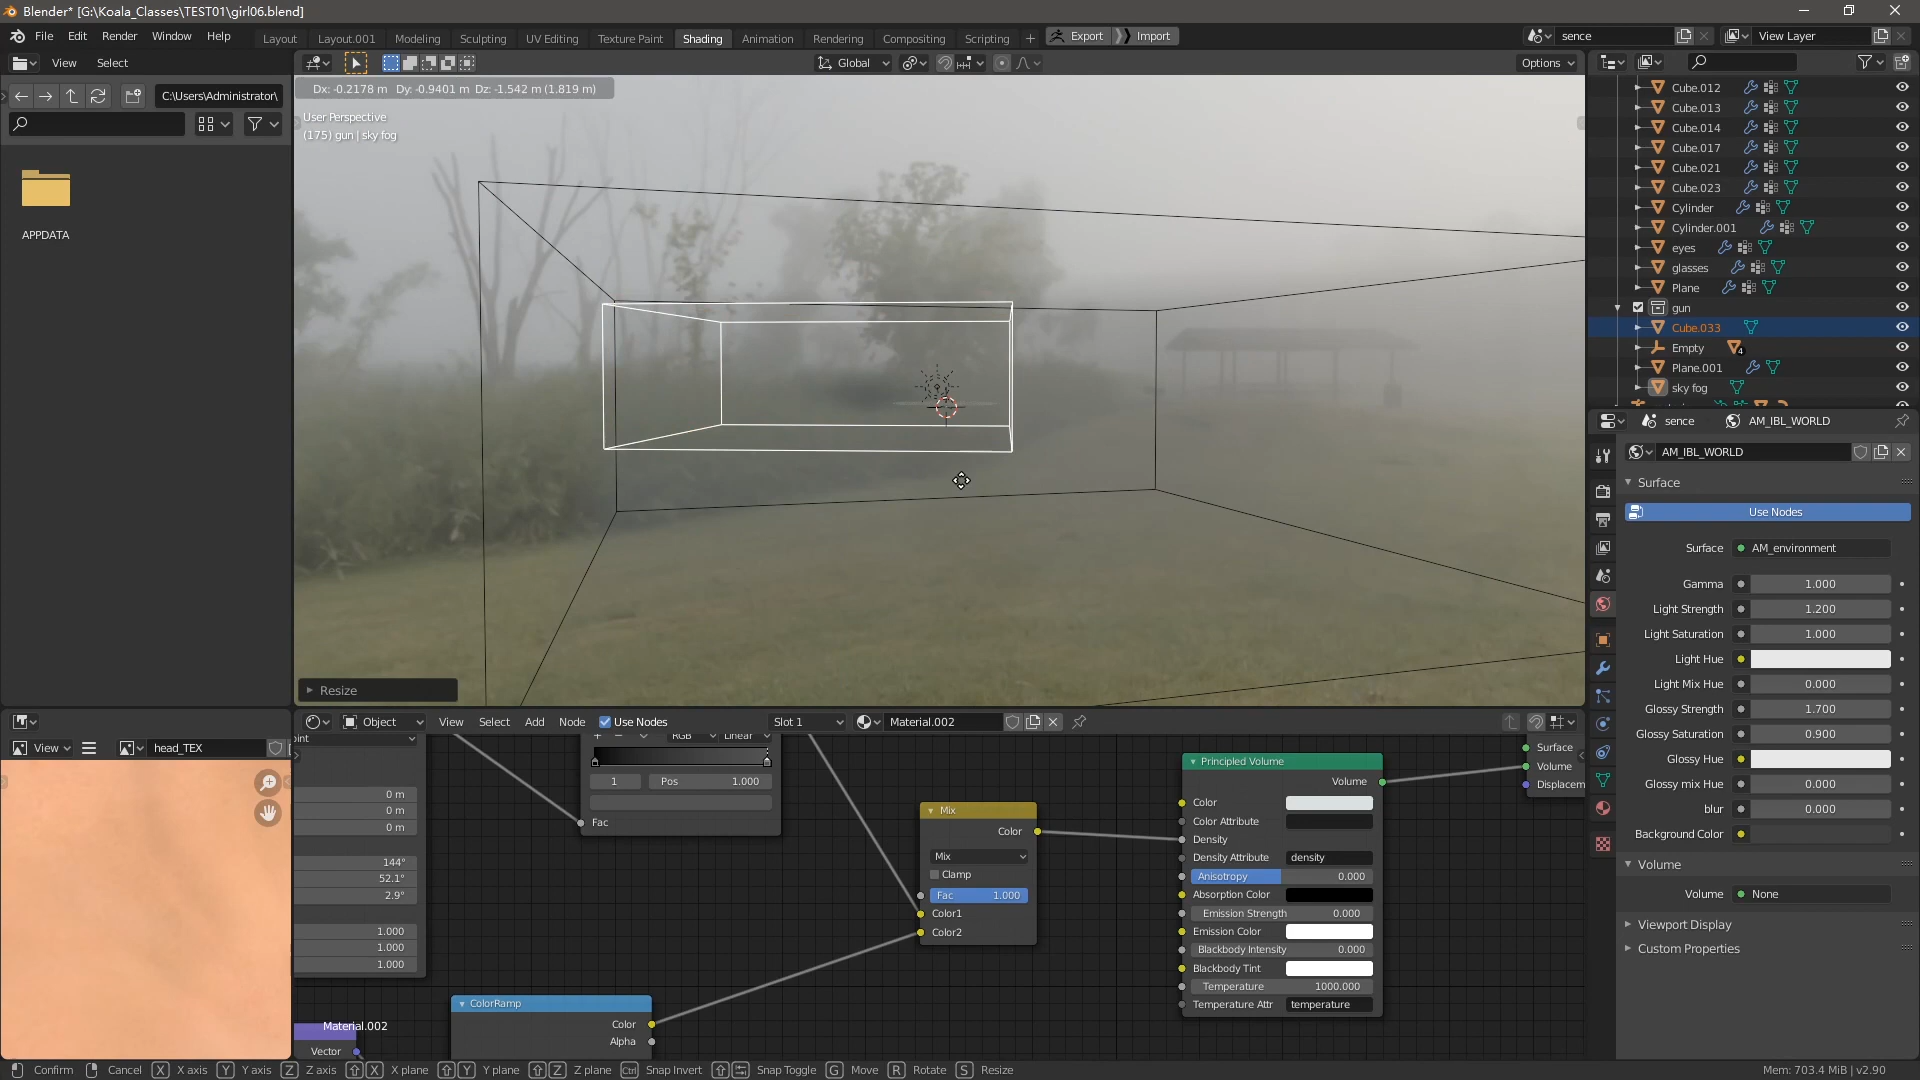 Blender* [G:\Koala_Classes\TEST01\girl06.blend]
File Edit Render Window Help
Layout Layout.001 Modeling Sculpting UV Editing Texture Paint Shading Animation Rendering Compositing Scripting + Export Import
sence View Layer
View Select
Global
Options
C:\Users\Administrator\
APPDATA
Dx: -0.2178 m Dy: -0.9401 m Dz: -1.542 m (1.819 m)
User Perspective
(175) gun | sky fog
Resize
Cube.012
Cube.013
Cube.014
Cube.017
Cube.021
Cube.023
Cylinder
Cylinder.001
eyes
glasses
Plane
gun
Cube.033
Empty 4
Plane.001
sky fog
sence AM_IBL_WORLD
AM_IBL_WORLD
Surface
Use Nodes
Surface AM_environment
Gamma 1.000
Light Strength 1.200
Light Saturation 1.000
Light Hue
Light Mix Hue 0.000
Glossy Strength 1.700
Glossy Saturation 0.900
Glossy Hue
Glossy mix Hue 0.000
blur 0.000
Background Color
Volume
Volume None
Viewport Display
Custom Properties
View head_TEX
Object View Select Add Node Use Nodes Slot 1 Material.002
oint
0 m
0 m
0 m
144°
52.1°
2.9°
1.000
1.000
1.000
RGB Linear
1 Pos 1.000
Fac
Mix
Color
Mix
Clamp
Fac 1.000
Color1
Color2
ColorRamp
Color
Alpha
Material.002
Vector
Principled Volume
Volume
Color
Color Attribute
Density
Density Attribute density
Anisotropy 0.000
Absorption Color
Emission Strength 0.000
Emission Color
Blackbody Intensity 0.000
Blackbody Tint
Temperature 1000.000
Temperature Attr temperature
Surface
Volume
Displacem
Confirm Cancel X X axis Y Y axis Z Z axis X X plane Y Y plane Z Z plane Ctrl Snap Invert Snap Toggle G Move R Rotate S Resize
Mem: 703.4 MiB | v2.90